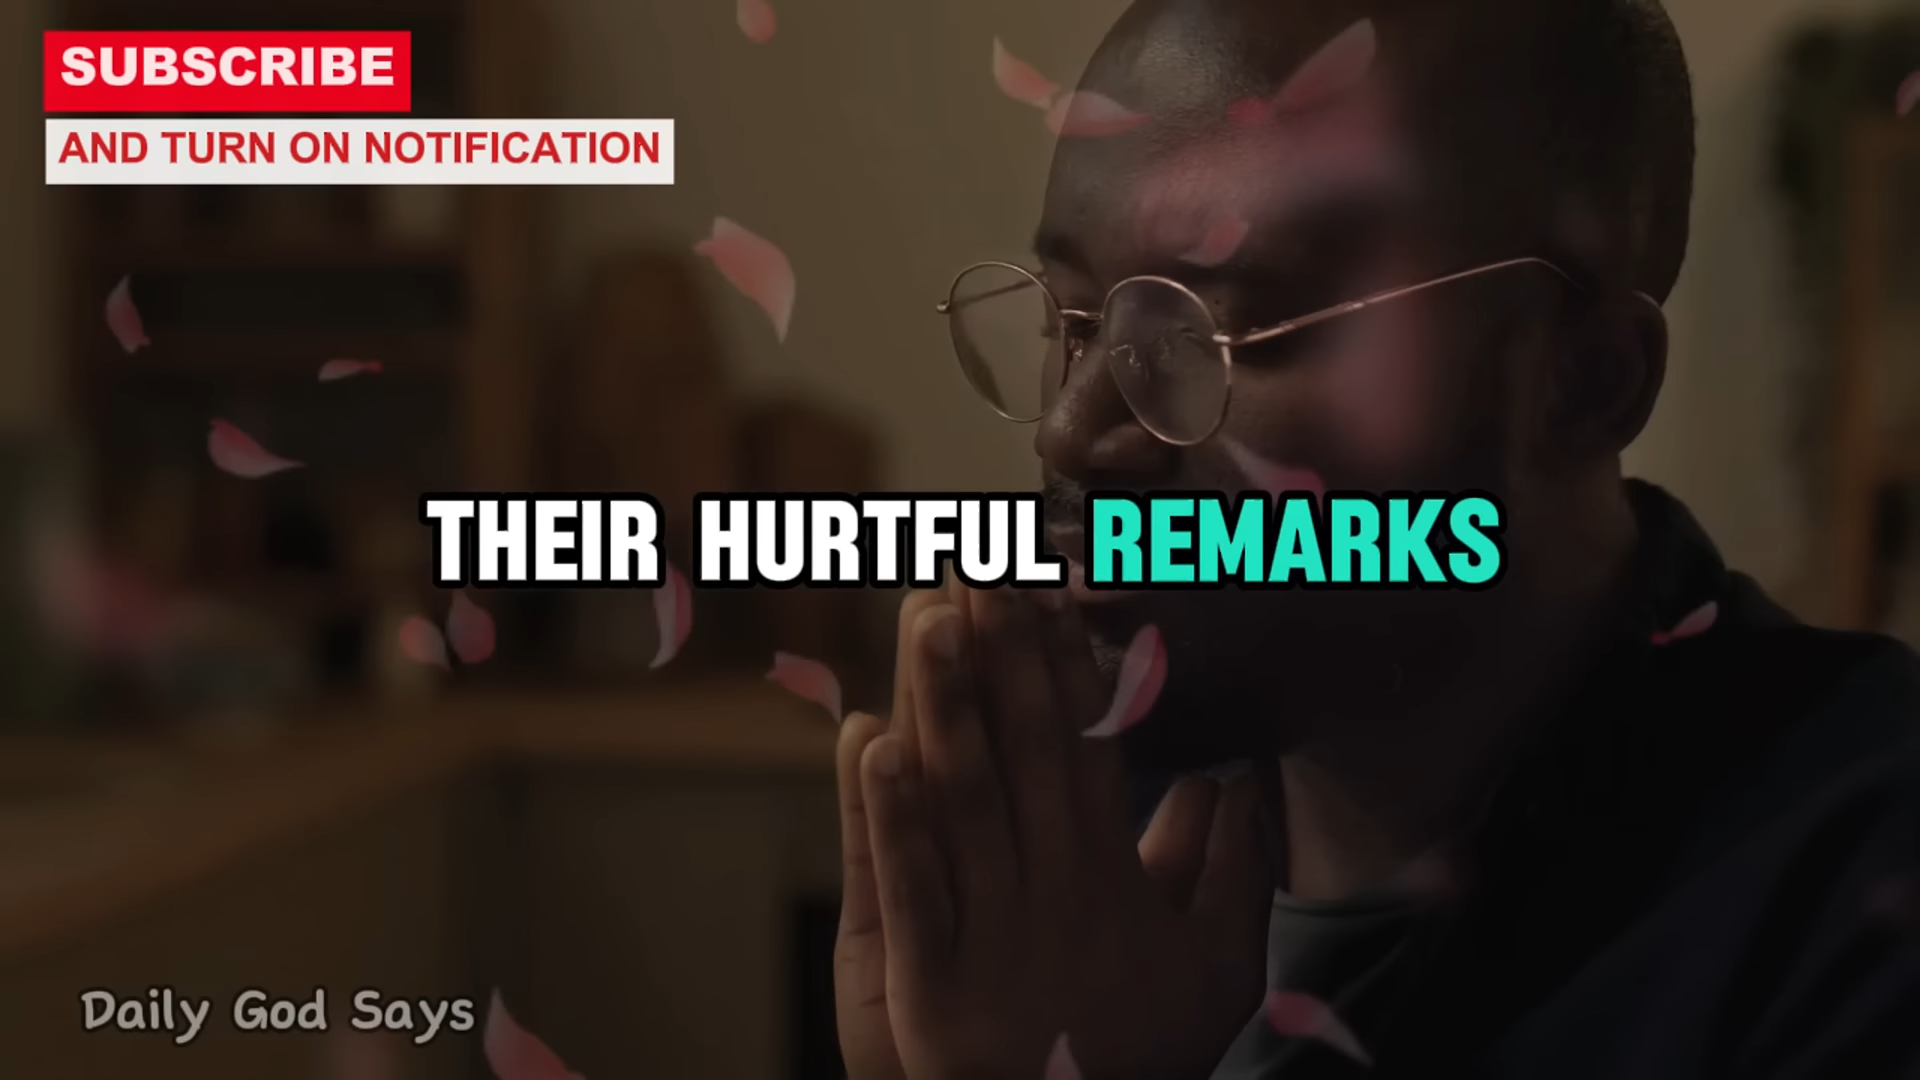 SUBSCRIBE
AND TURN ON NOTIFICATION
THEIR HURTFUL REMARKS
Daily God Says